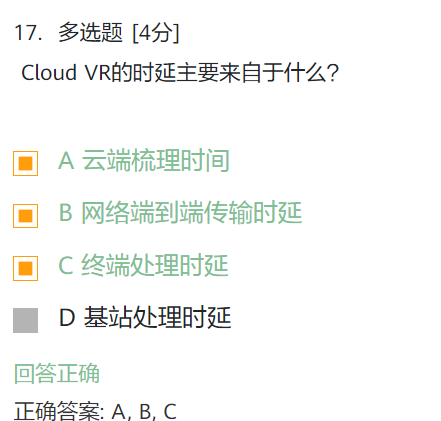 17. 多选题 [4分]
Cloud VR的时延主要来自于什么?
A 云端梳理时间
B 网络端到端传输时延
C 终端处理时延
D 基站处理时延
回答正确
正确答案: A, B, C